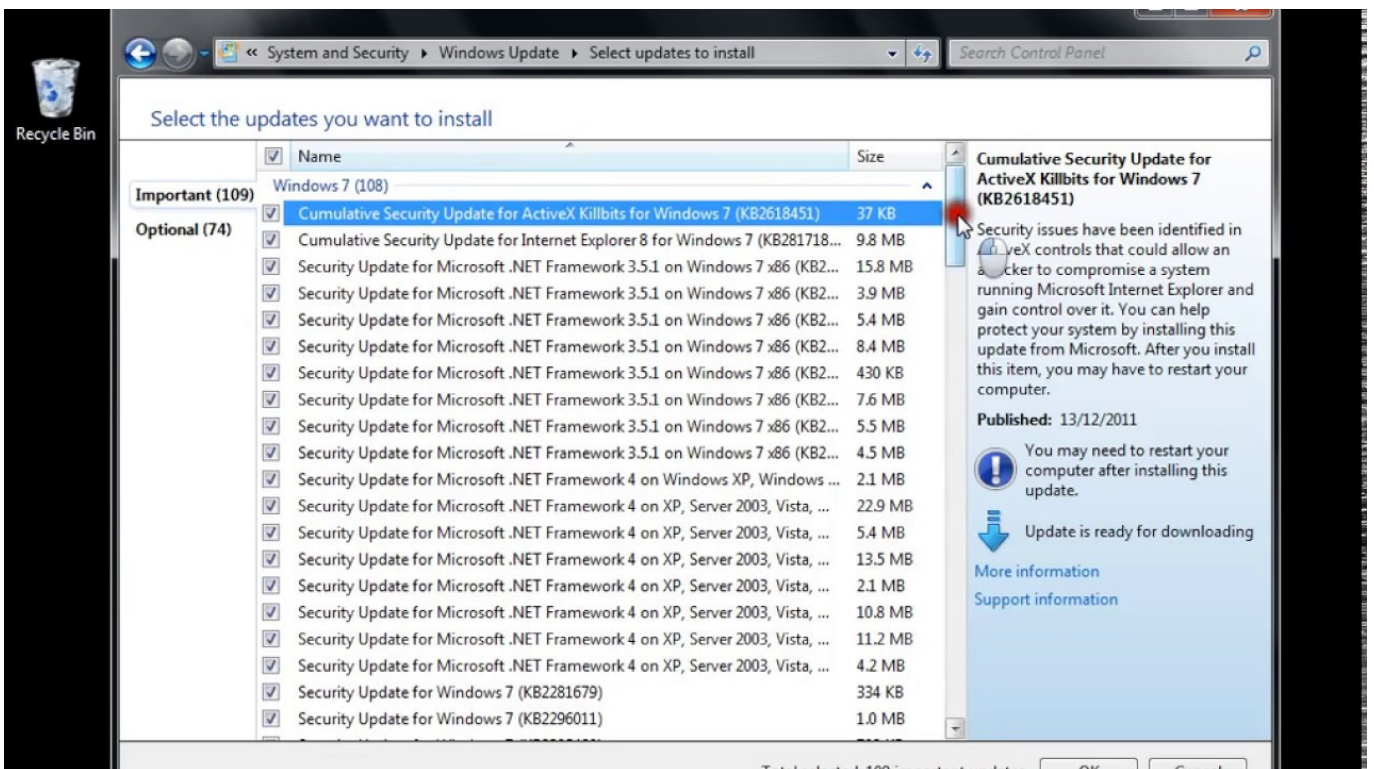 Recycle Bin
« System and Security ▸ Windows Update ▸ Select updates to install
Search Control Panel
Select the updates you want to install
Name Size
Important (109)
Optional (74)
Windows 7 (108)
Cumulative Security Update for ActiveX Killbits for Windows 7 (KB2618451) 37 KB
Cumulative Security Update for Internet Explorer 8 for Windows 7 (KB281718... 9.8 MB
Security Update for Microsoft .NET Framework 3.5.1 on Windows 7 x86 (KB2... 15.8 MB
Security Update for Microsoft .NET Framework 3.5.1 on Windows 7 x86 (KB2... 3.9 MB
Security Update for Microsoft .NET Framework 3.5.1 on Windows 7 x86 (KB2... 5.4 MB
Security Update for Microsoft .NET Framework 3.5.1 on Windows 7 x86 (KB2... 8.4 MB
Security Update for Microsoft .NET Framework 3.5.1 on Windows 7 x86 (KB2... 430 KB
Security Update for Microsoft .NET Framework 3.5.1 on Windows 7 x86 (KB2... 7.6 MB
Security Update for Microsoft .NET Framework 3.5.1 on Windows 7 x86 (KB2... 5.5 MB
Security Update for Microsoft .NET Framework 3.5.1 on Windows 7 x86 (KB2... 4.5 MB
Security Update for Microsoft .NET Framework 4 on Windows XP, Windows ... 2.1 MB
Security Update for Microsoft .NET Framework 4 on XP, Server 2003, Vista, ... 22.9 MB
Security Update for Microsoft .NET Framework 4 on XP, Server 2003, Vista, ... 5.4 MB
Security Update for Microsoft .NET Framework 4 on XP, Server 2003, Vista, ... 13.5 MB
Security Update for Microsoft .NET Framework 4 on XP, Server 2003, Vista, ... 2.1 MB
Security Update for Microsoft .NET Framework 4 on XP, Server 2003, Vista, ... 10.8 MB
Security Update for Microsoft .NET Framework 4 on XP, Server 2003, Vista, ... 11.2 MB
Security Update for Microsoft .NET Framework 4 on XP, Server 2003, Vista, ... 4.2 MB
Security Update for Windows 7 (KB2281679) 334 KB
Security Update for Windows 7 (KB2296011) 1.0 MB
Cumulative Security Update for
ActiveX Killbits for Windows 7
(KB2618451)
Security issues have been identified in
controls that could allow an
to compromise a system
running Microsoft Internet Explorer and
gain control over it. You can help
protect your system by installing this
update from Microsoft. After you install
this item, you may have to restart your
computer.
Published: 13/12/2011
You may need to restart your
computer after installing this
update.
Update is ready for downloading
More information
Support information